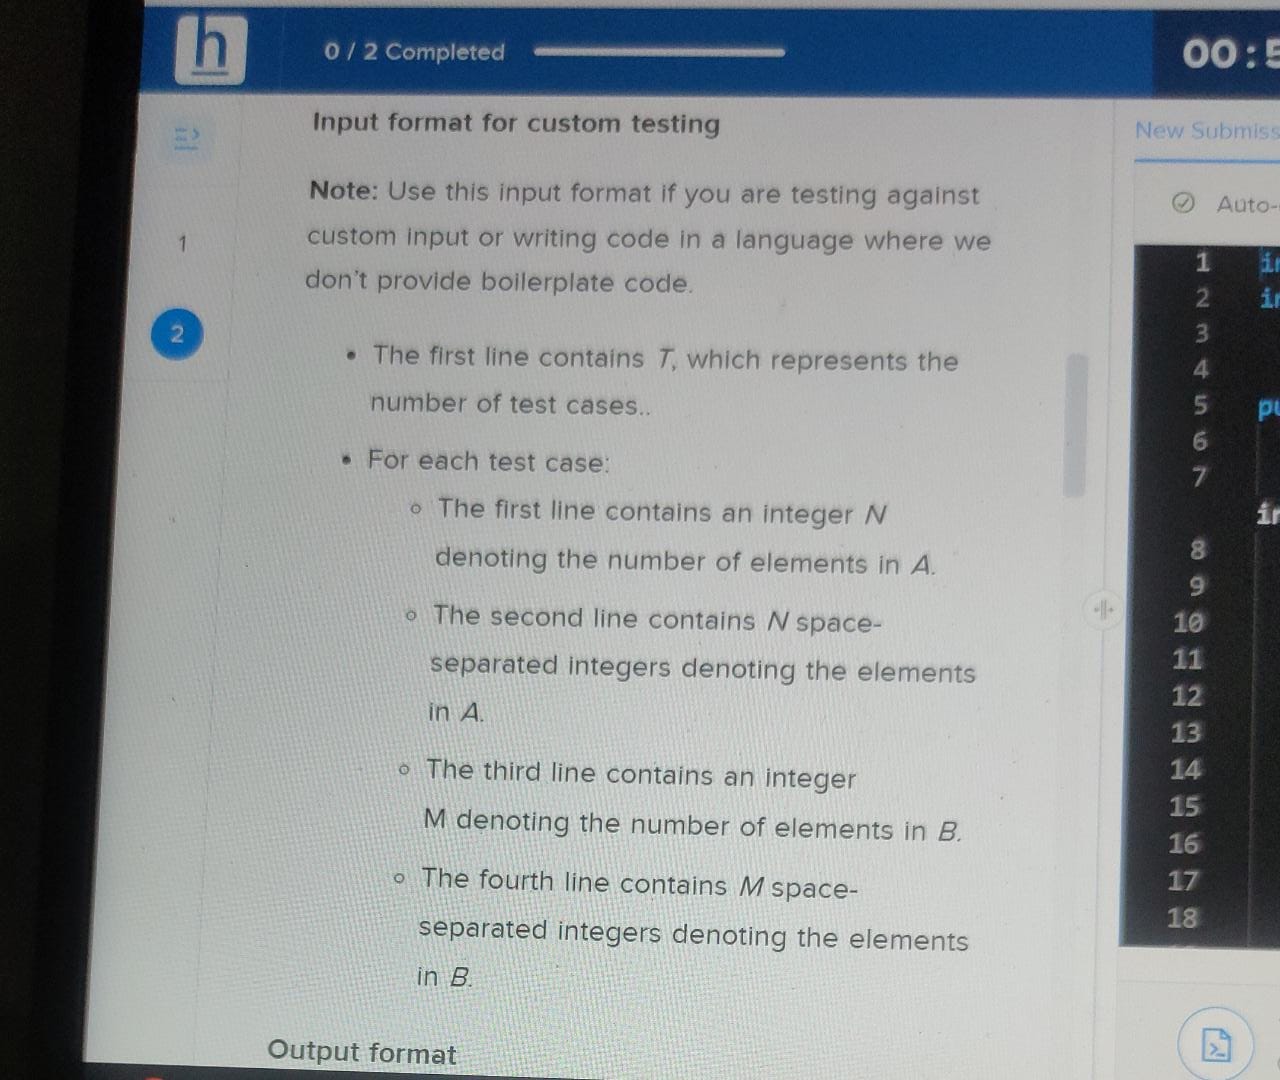 h
0 / 2 Completed
00:5
Input format for custom testing
New Submiss
Note: Use this input format if you are testing against
custom input or writing code in a language where we
don't provide boilerplate code.
Auto-
1
2
• The first line contains T, which represents the
number of test cases..
• For each test case:
○ The first line contains an integer N
denoting the number of elements in A.
○ The second line contains N space-
separated integers denoting the elements
in A.
○ The third line contains an integer
M denoting the number of elements in B.
○ The fourth line contains M space-
separated integers denoting the elements
in B.
Output format
1
2
3
4
5 pu
6
7
8
9
10
11
12
13
14
15
16
17
18